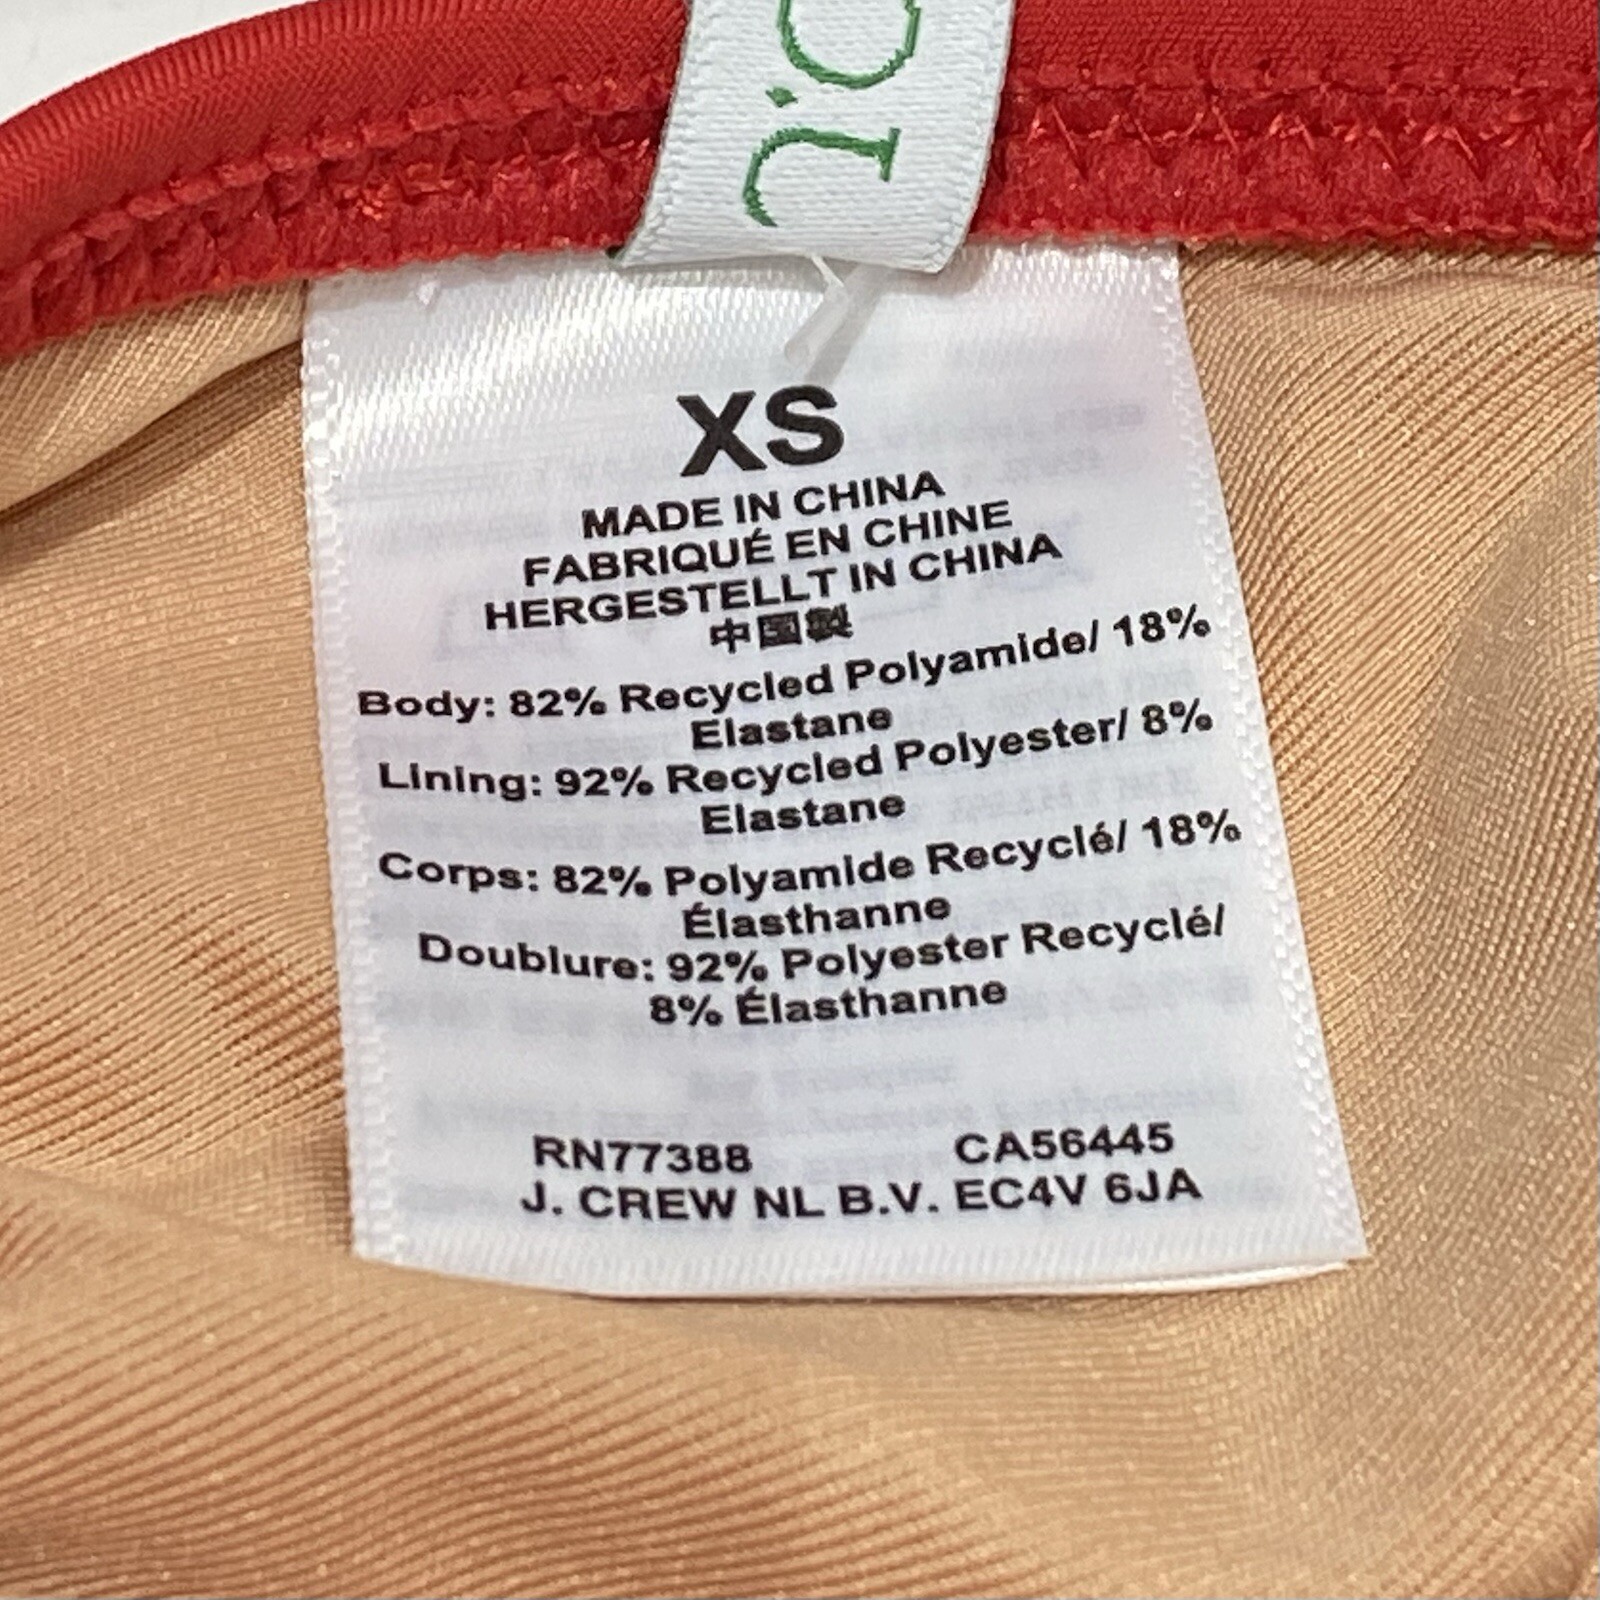 J.C
XS
MADE IN CHINA
FABRIQUÉ EN CHINE
HERGESTELLT IN CHINA
中国製
Body: 82% Recycled Polyamide/ 18%
Elastane
Lining: 92% Recycled Polyester/ 8%
Elastane
Corps: 82% Polyamide Recyclé/ 18%
Élasthanne
Doublure: 92% Polyester Recyclé/
8% Élasthanne
RN77388 CA56445
J. CREW NL B.V. EC4V 6JA